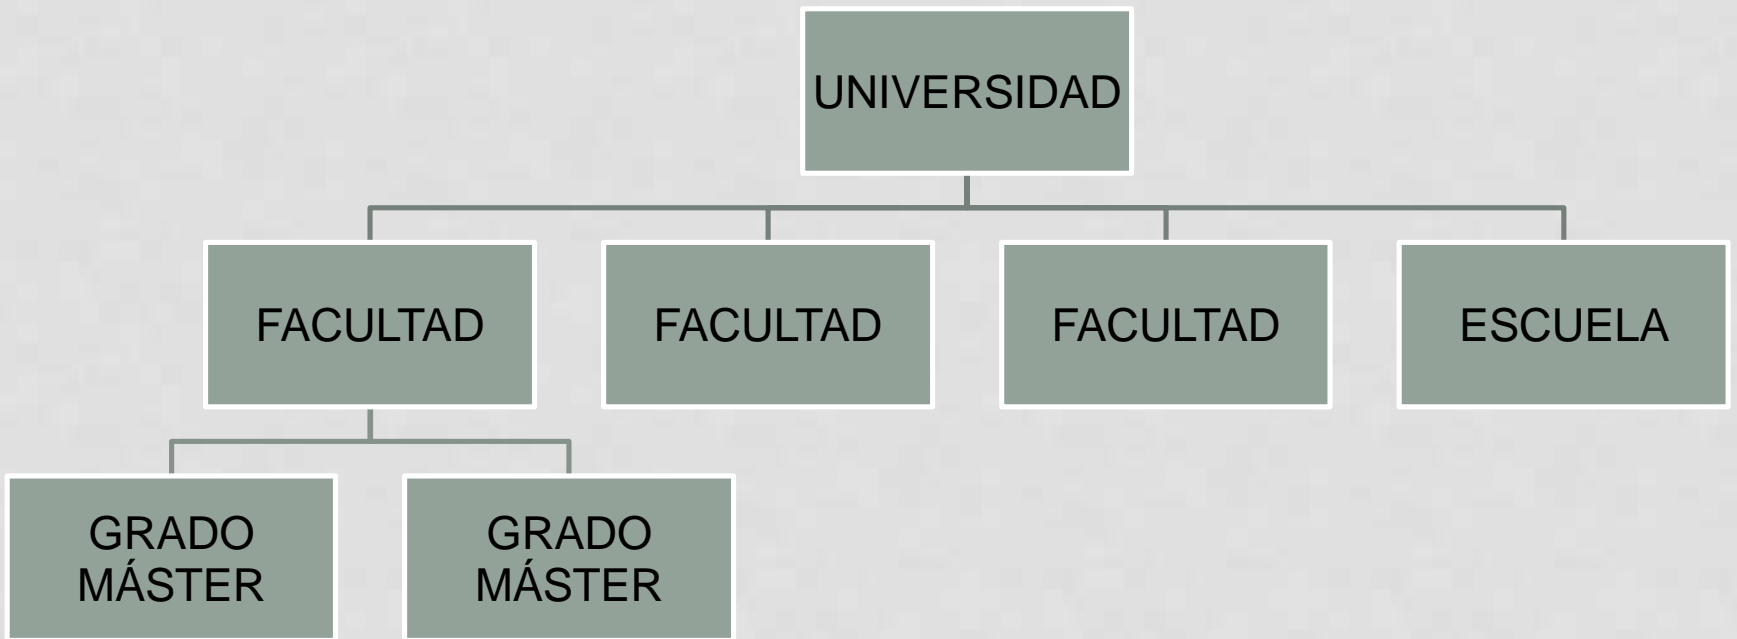 UNIVERSIDAD
FACULTAD
FACULTAD
FACULTAD
ESCUELA
GRADO
MÁSTER
GRADO
MÁSTER